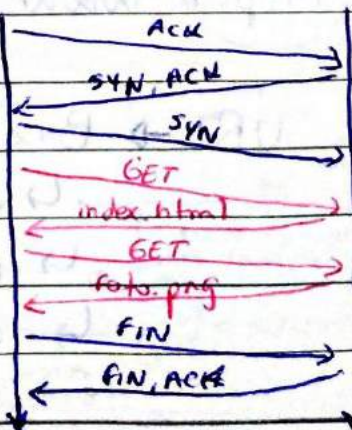 ACK
SYN, ACK
SYN
GET
index.html
GET
foto.png
FIN
FIN, ACK